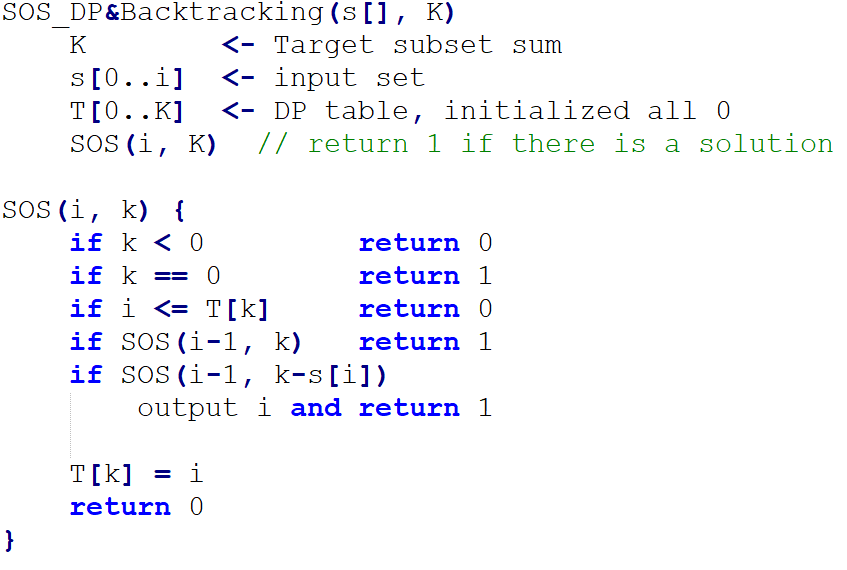 SOS_DP&Backtracking(s[], K)
    K        <- Target subset sum
    s[0..i]  <- input set
    T[0..K]  <- DP table, initialized all 0
    SOS(i, K)  // return 1 if there is a solution

SOS(i, k) {
    if k < 0         return 0
    if k == 0        return 1
    if i <= T[k]     return 0
    if SOS(i-1, k)   return 1
    if SOS(i-1, k-s[i])
        output i and return 1

    T[k] = i
    return 0
}